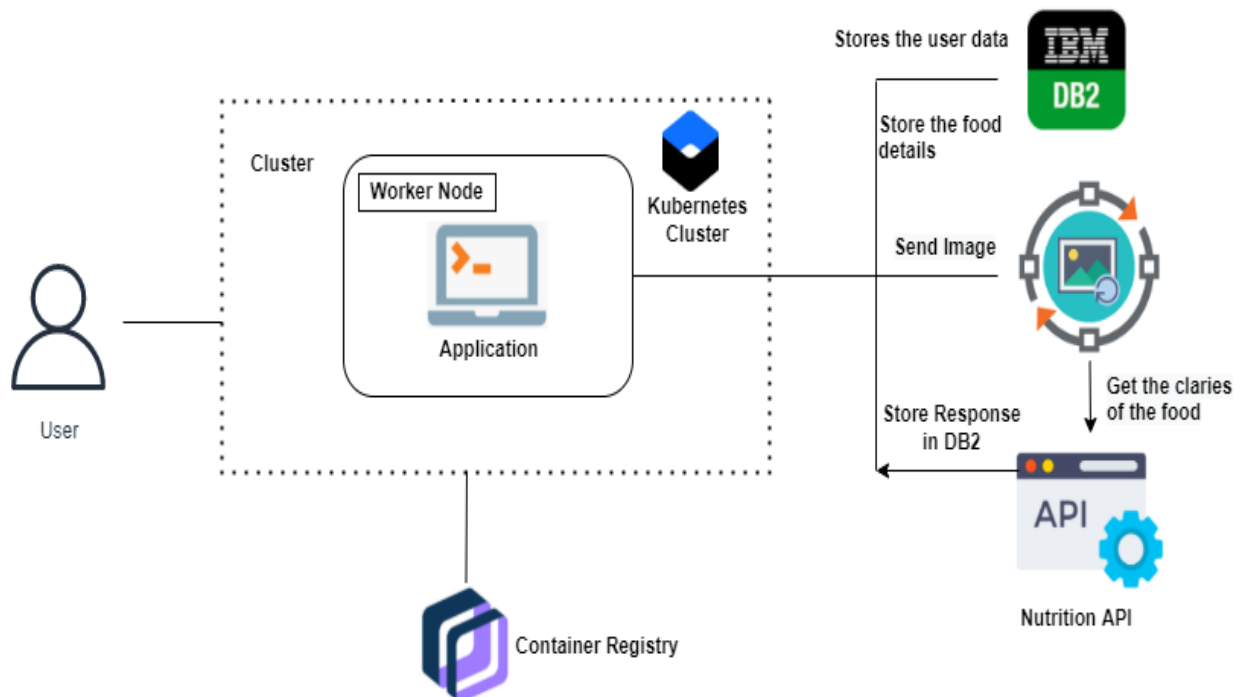 Stores the user data
IBM
DB2
Store the food
details
Cluster
Worker Node
Kubernetes
Cluster
Send Image
Application
User
Get the claries
of the food
Store Response
in DB2
API
Nutrition API
Container Registry